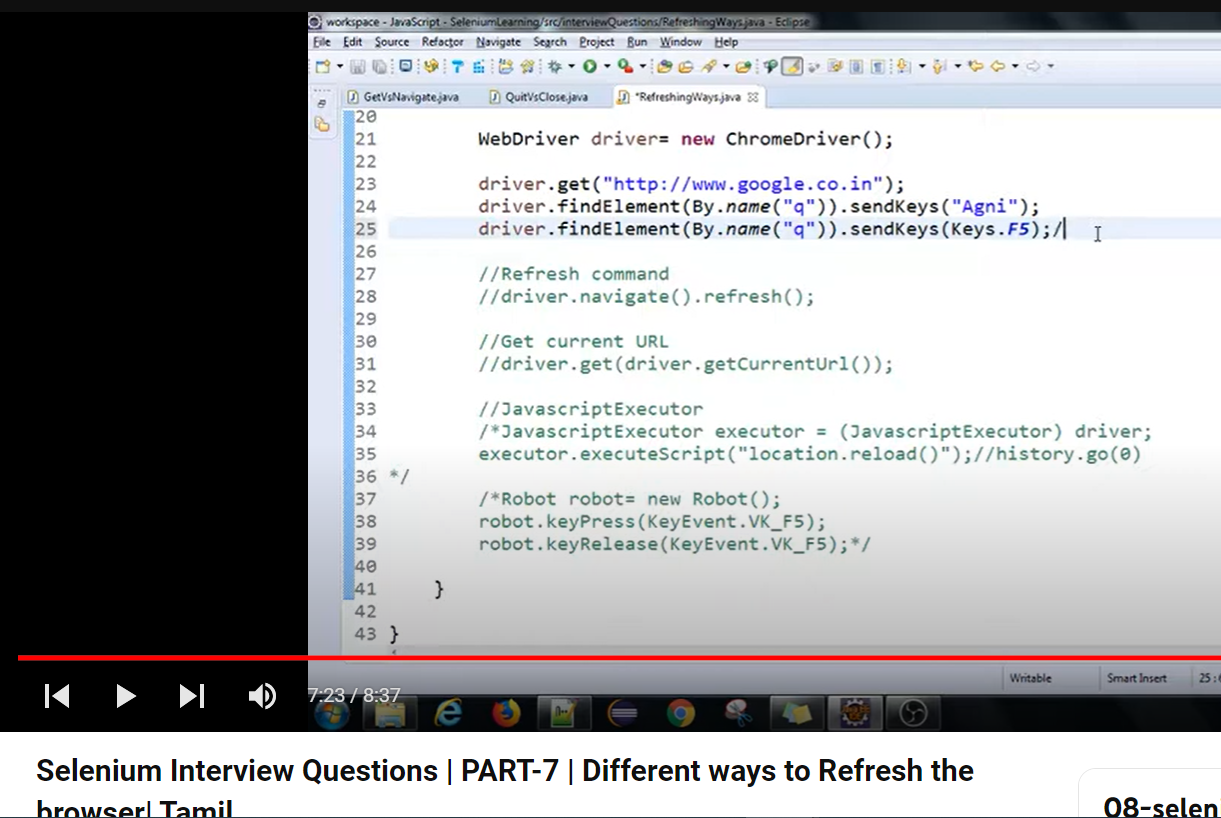 workspace - JavaScript - SeleniumLearning/src/interviewQuestions/RefreshingWays.java - Eclipse
File Edit Source Refactor Navigate Search Project Run Window Help
GetVsNavigate.java QuitVsClose.java *RefreshingWays.java
20
21 WebDriver driver= new ChromeDriver();
22
23 driver.get("http://www.google.co.in");
24 driver.findElement(By.name("q")).sendKeys("Agni");
25 driver.findElement(By.name("q")).sendKeys(Keys.F5);/
26
27 //Refresh command
28 //driver.navigate().refresh();
29
30 //Get current URL
31 //driver.get(driver.getCurrentUrl());
32
33 //JavascriptExecutor
34 /*JavascriptExecutor executor = (JavascriptExecutor) driver;
35 executor.executeScript("location.reload()");//history.go(0)
36 */
37 /*Robot robot= new Robot();
38 robot.keyPress(KeyEvent.VK_F5);
39 robot.keyRelease(KeyEvent.VK_F5);*/
40
41 }
42
43 }
Writable Smart Insert 25 :
7:23 / 8:37
Selenium Interview Questions | PART-7 | Different ways to Refresh the
browser| Tamil
08-selen